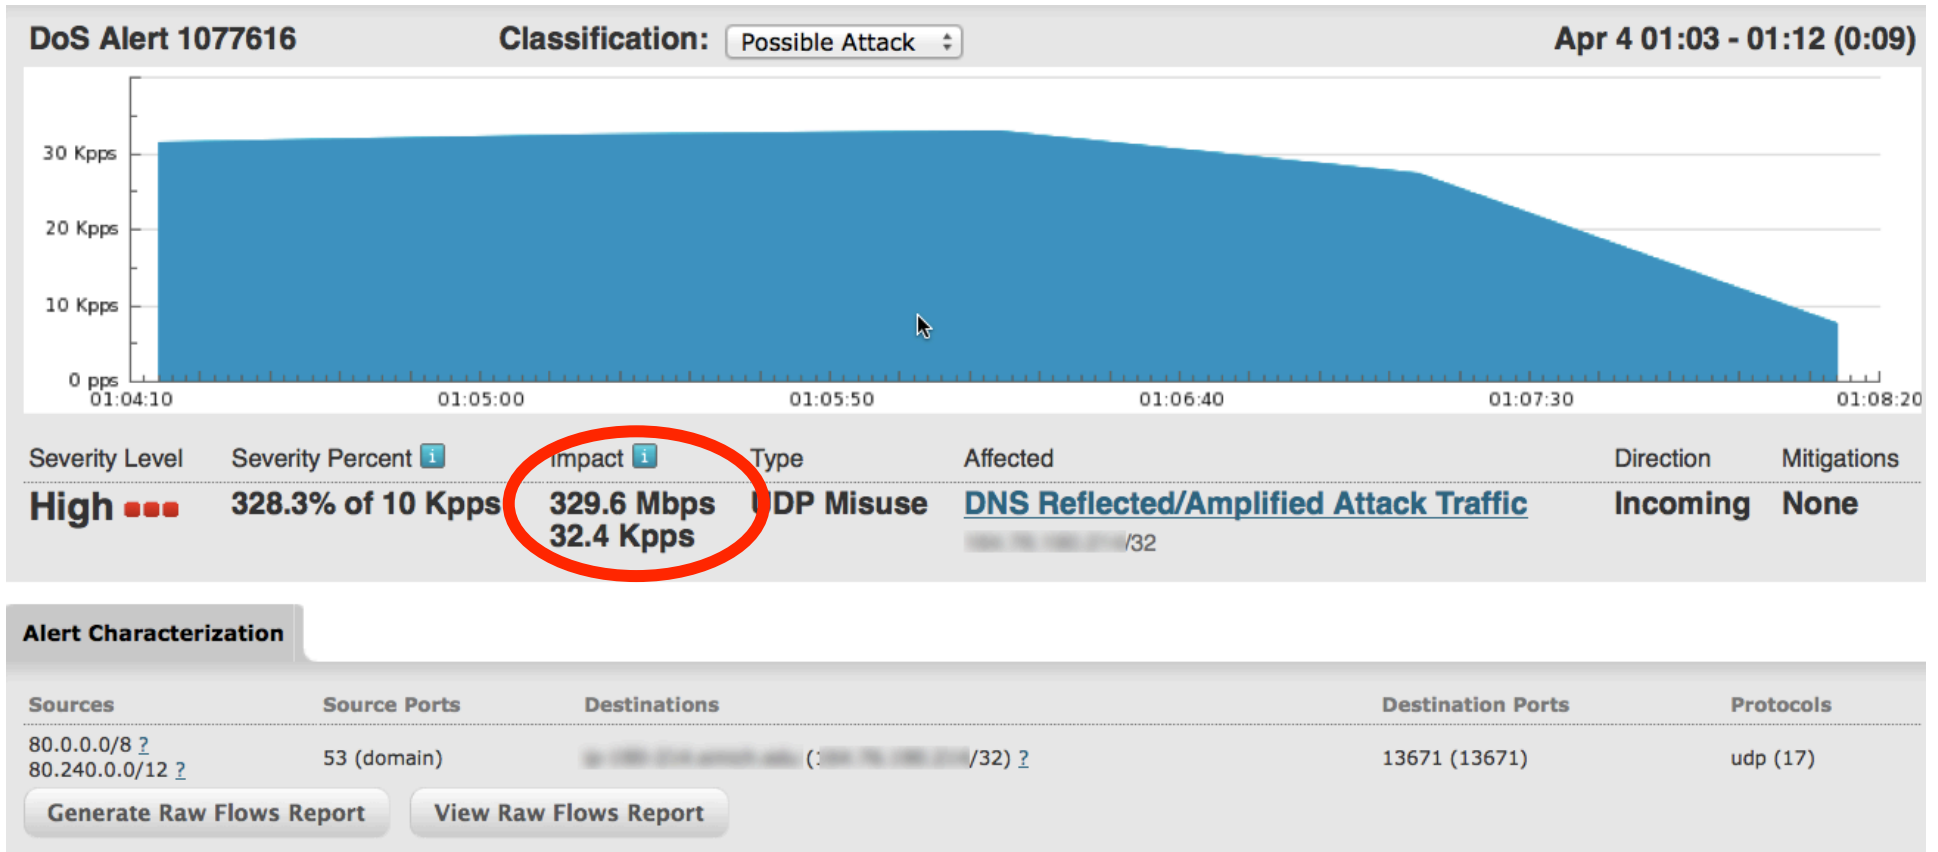 DoS Alert 1077616 Classification: Possible Attack Apr 4 01:03 - 01:12 (0:09)
30 Kpps
20 Kpps
10 Kpps
0 pps
01:04:10 01:05:00 01:05:50 01:06:40 01:07:30 01:08:20
Severity Level Severity Percent i Impact i Type Affected Direction Mitigations
High 328.3% of 10 Kpps 329.6 Mbps UDP Misuse DNS Reflected/Amplified Attack Traffic Incoming None
32.4 Kpps /32
Alert Characterization
Sources Source Ports Destinations Destination Ports Protocols
80.0.0.0/8 ? 53 (domain) ( /32) ? 13671 (13671) udp (17)
80.240.0.0/12 ?
Generate Raw Flows Report View Raw Flows Report